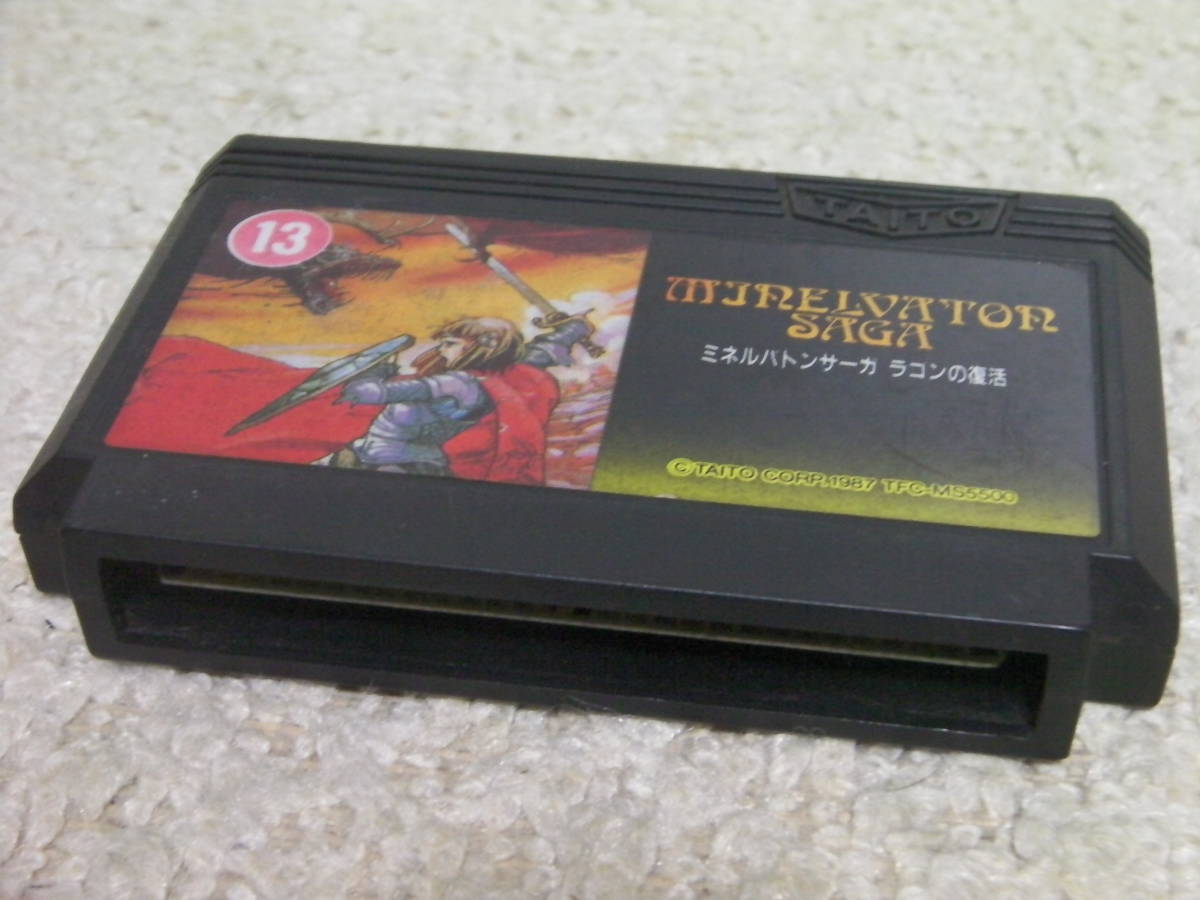 TAITO
13
MINELVATON
SAGA
ミネルバトンサーガ ラゴンの復活
© TAITO CORP. 1987 TFC-MS5500